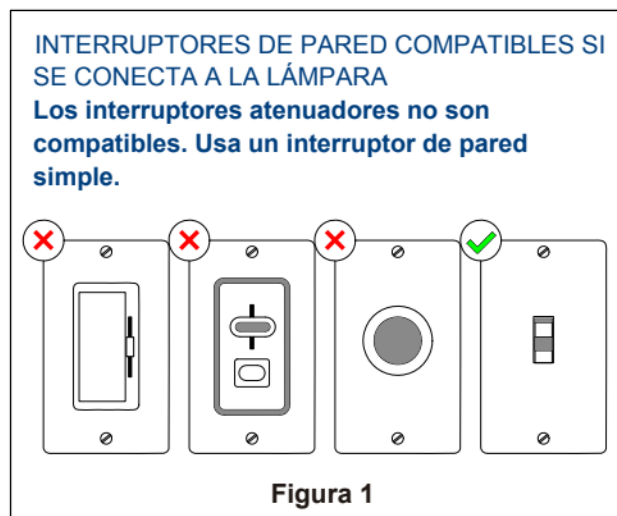 INTERRUPTORES DE PARED COMPATIBLES SI
SE CONECTA A LA LÁMPARA
Los interruptores atenuadores no son
compatibles. Usa un interruptor de pared
simple.
Figura 1